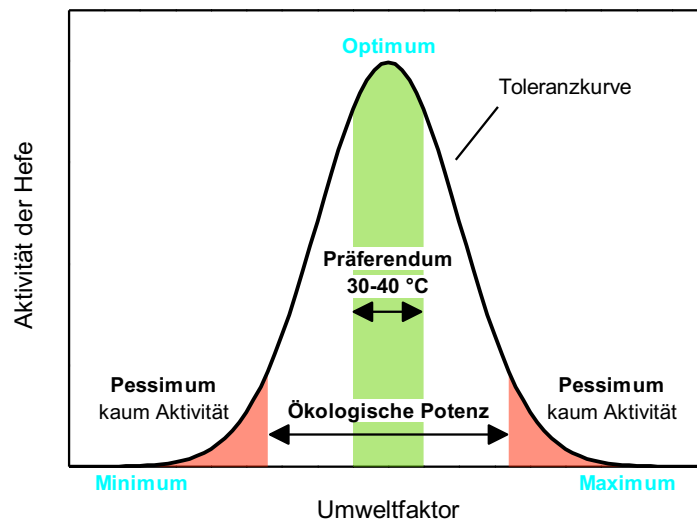 Optimum
Toleranzkurve
Aktivität der Hefe
Präferendum
30-40 °C
Pessimum
kaum Aktivität
Ökologische Potenz
Pessimum
kaum Aktivität
Minimum
Maximum
Umweltfaktor